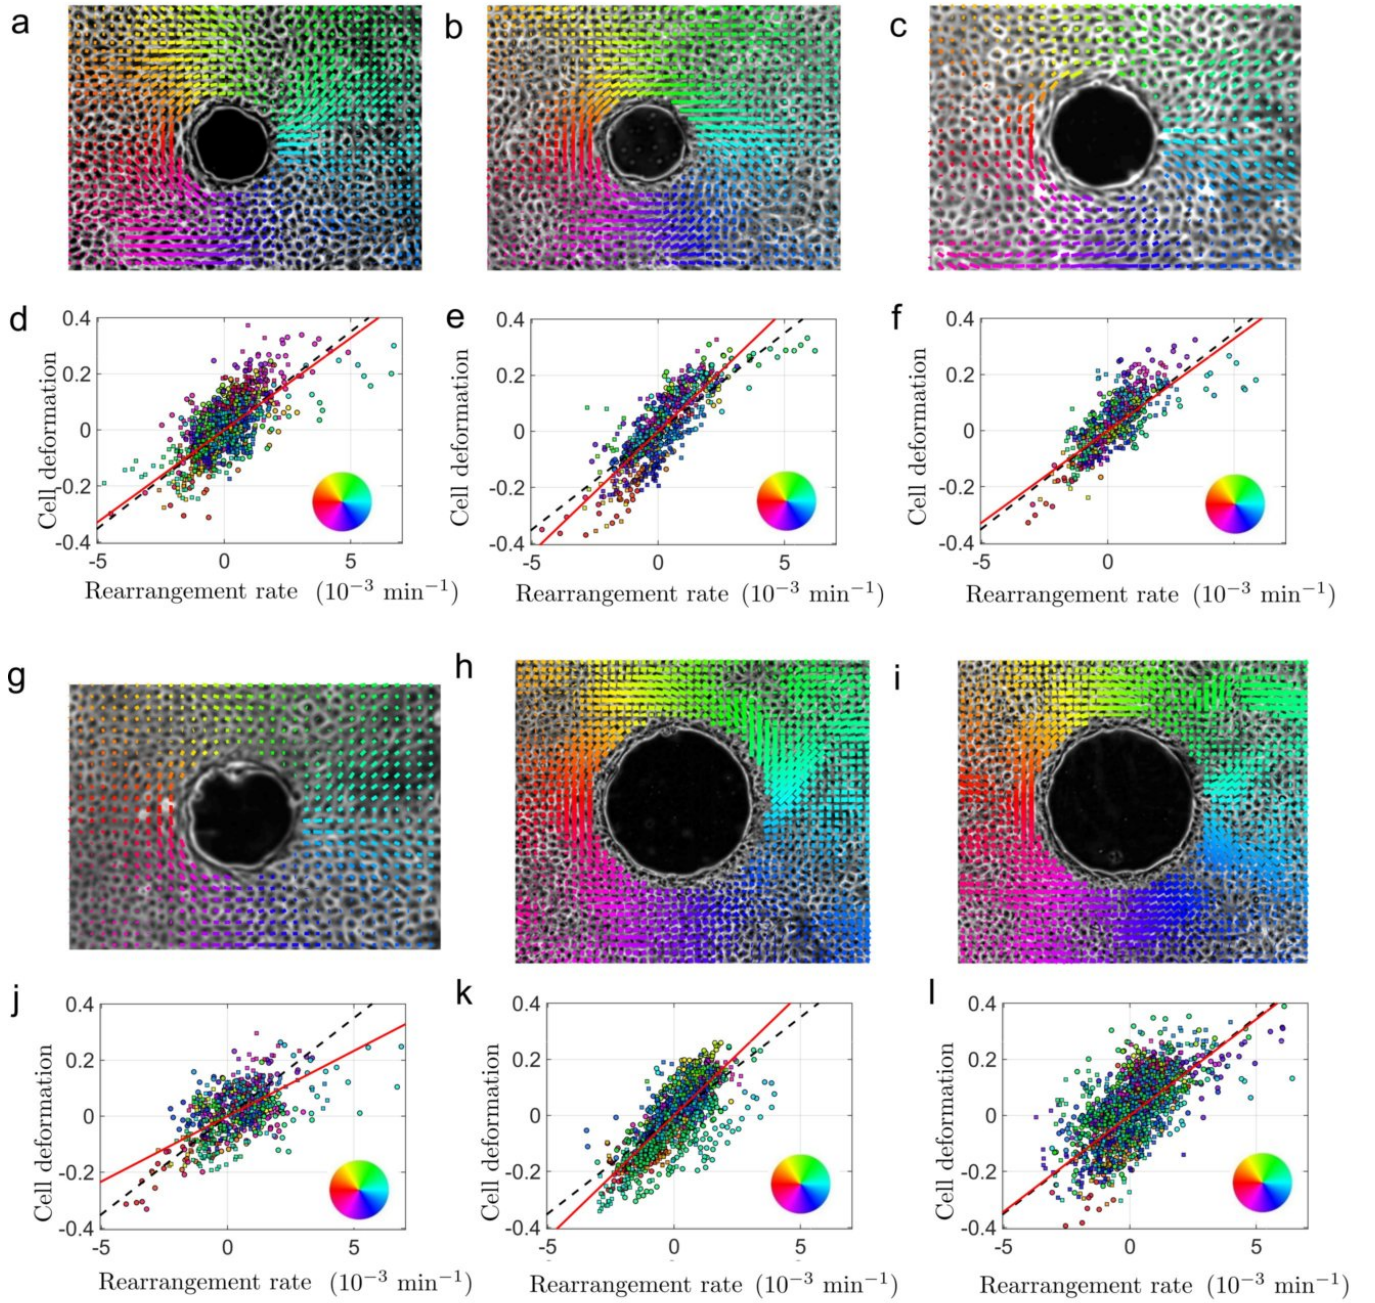 a
b
c
d
e
f
0.4
0.2
0
-0.2
-0.4
Cell deformation
-5
0
5
Rearrangement rate (10⁻³ min⁻¹)
0.4
0.2
0
-0.2
-0.4
Cell deformation
-5
0
5
Rearrangement rate (10⁻³ min⁻¹)
0.4
0.2
0
-0.2
-0.4
Cell deformation
-5
0
5
Rearrangement rate (10⁻³ min⁻¹)
g
h
i
j
k
l
0.4
0.2
0
-0.2
-0.4
Cell deformation
-5
0
5
Rearrangement rate (10⁻³ min⁻¹)
0.4
0.2
0
-0.2
-0.4
Cell deformation
-5
0
5
Rearrangement rate (10⁻³ min⁻¹)
0.4
0.2
0
-0.2
-0.4
Cell deformation
-5
0
5
Rearrangement rate (10⁻³ min⁻¹)